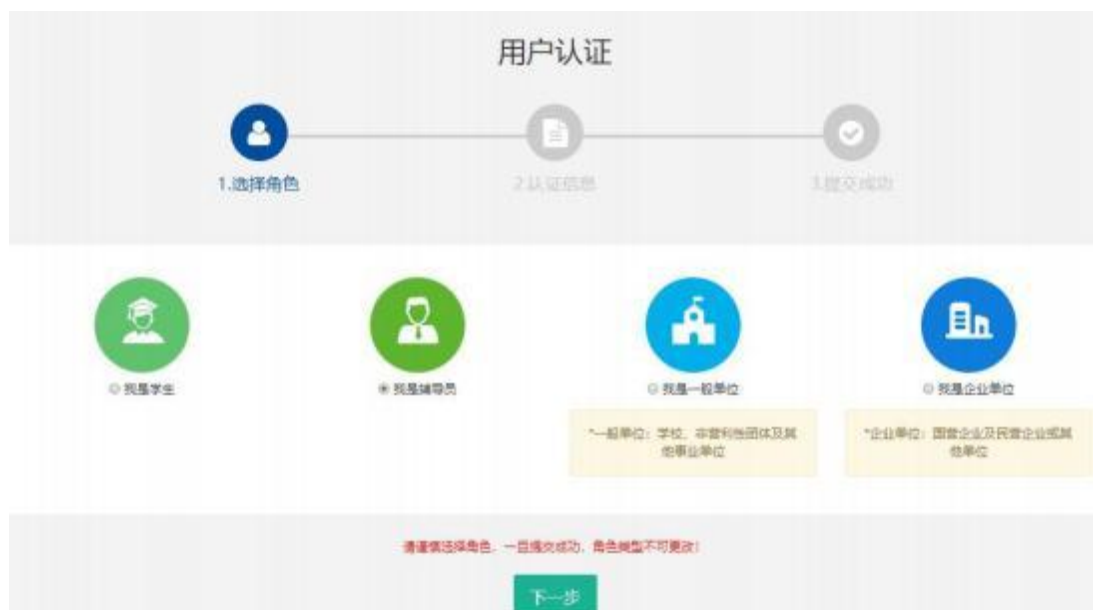 用户认证
1.选择角色
2.认证信息
3.提交成功
我是学生
我是辅导员
我是一般单位
我是企业单位
*一般单位：学校、非营利性团体及其
他事业单位
*企业单位：国营企业及民营企业或其
他单位
请谨慎选择角色，一旦提交成功，角色类型不可更改！
下一步